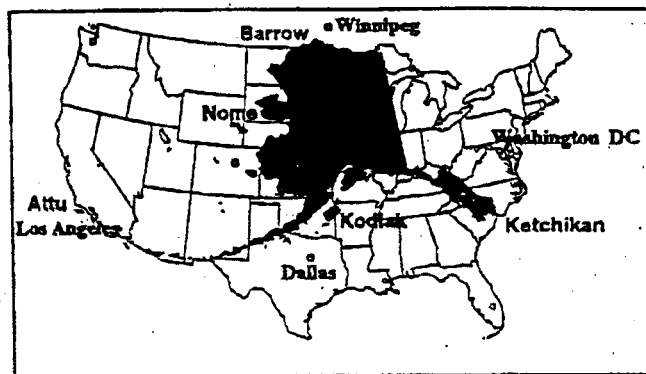 Barrow
Winnipeg
Nome
Washington DC
Attu
Los Angeles
Kodiak
Ketchikan
Dallas